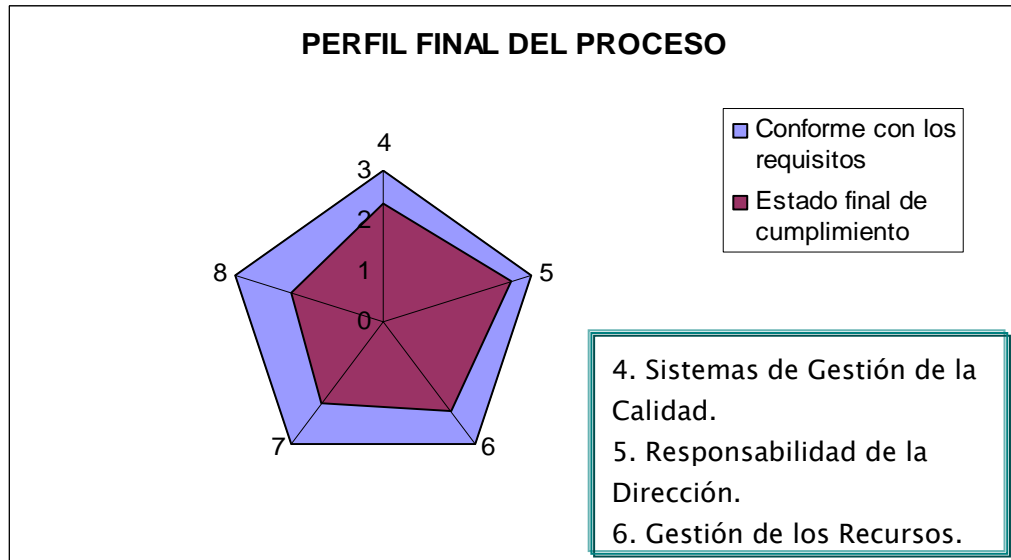 PERFIL FINAL DEL PROCESO
4
3
2
1
0
5
6
7
8
Conforme con los
requisitos
Estado final de
cumplimiento
4. Sistemas de Gestión de la
Calidad.
5. Responsabilidad de la
Dirección.
6. Gestión de los Recursos.